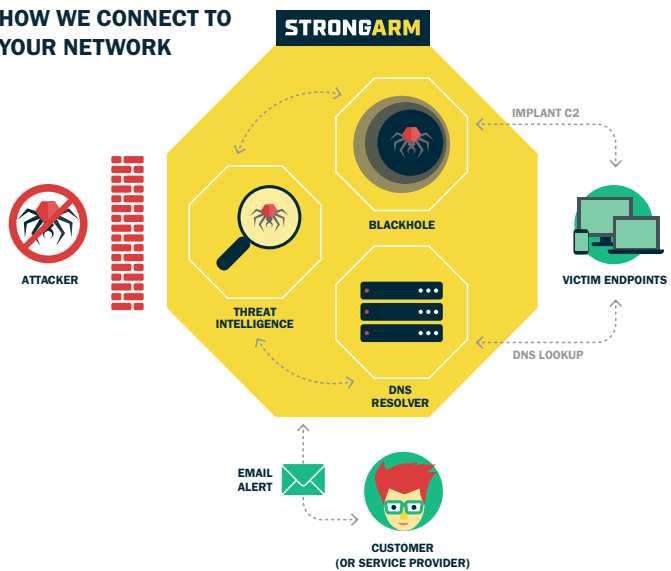 HOW WE CONNECT TO
YOUR NETWORK
STRONGARM
IMPLANT C2
BLACKHOLE
ATTACKER
VICTIM ENDPOINTS
THREAT
INTELLIGENCE
DNS LOOKUP
DNS
RESOLVER
EMAIL
ALERT
CUSTOMER
(OR SERVICE PROVIDER)